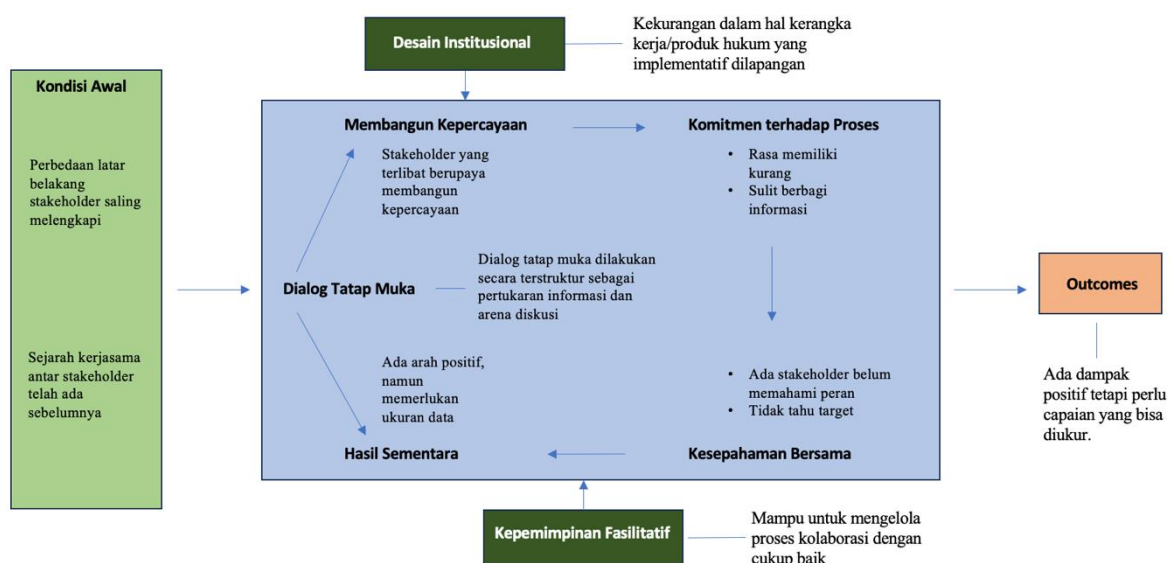 Desain Institusional
Kekurangan dalam hal kerangka
kerja/produk hukum yang
implementatif dilapangan
Kondisi Awal
Perbedaan latar
belakang
stakeholder saling
melengkapi
Sejarah kerjasama
antar stakeholder
telah ada
sebelumnya
Membangun Kepercayaan
Stakeholder yang
terlibat berupaya
membangun
kepercayaan
Komitmen terhadap Proses
• Rasa memiliki
kurang
• Sulit berbagi
informasi
Dialog Tatap Muka
Dialog tatap muka dilakukan
secara terstruktur sebagai
pertukaran informasi dan
arena diskusi
Ada arah positif,
namun
memerlukan
ukuran data
Hasil Sementara
• Ada stakeholder belum
memahami peran
• Tidak tahu target
Kesepahaman Bersama
Outcomes
Ada dampak
positif tetapi perlu
capaian yang bisa
diukur.
Kepemimpinan Fasilitatif
Mampu untuk mengelola
proses kolaborasi dengan
cukup baik